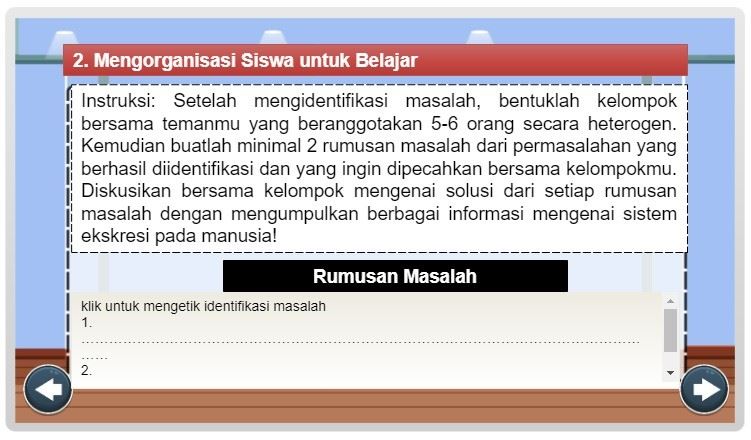 2. Mengorganisasi Siswa untuk Belajar
Instruksi: Setelah mengidentifikasi masalah, bentuklah kelompok
bersama temanmu yang beranggotakan 5-6 orang secara heterogen.
Kemudian buatlah minimal 2 rumusan masalah dari permasalahan yang
berhasil diidentifikasi dan yang ingin dipecahkan bersama kelompokmu.
Diskusikan bersama kelompok mengenai solusi dari setiap rumusan
masalah dengan mengumpulkan berbagai informasi mengenai sistem
ekskresi pada manusia!
Rumusan Masalah
klik untuk mengetik identifikasi masalah
1.
....................................................................................................................
......
2.